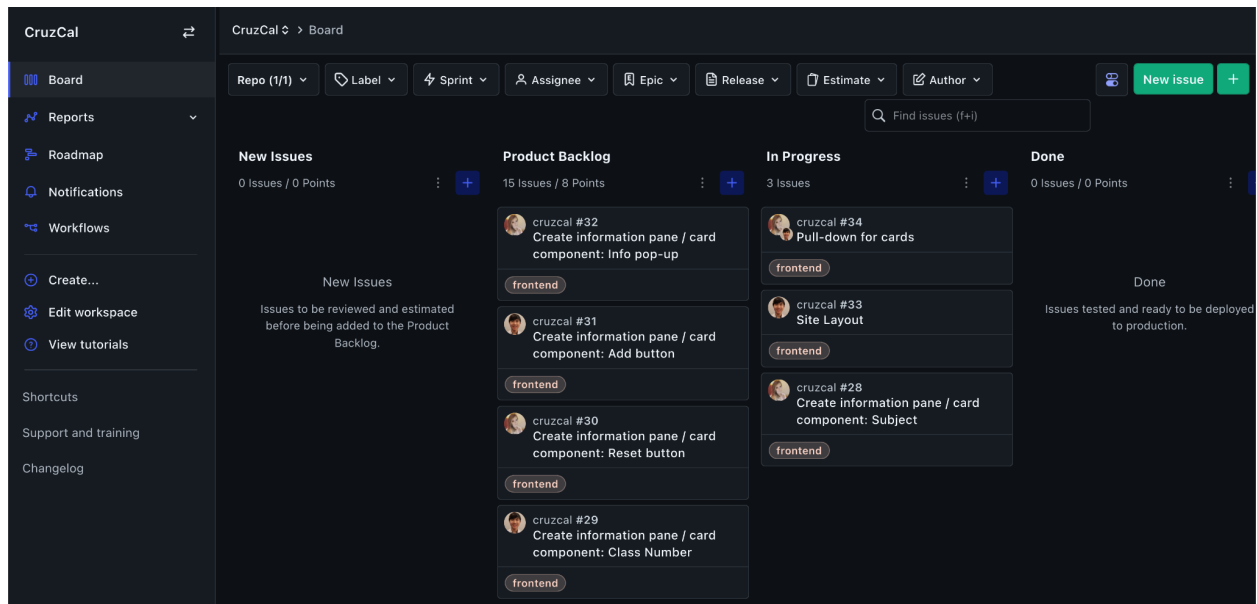 CruzCal
Board
Reports
Roadmap
Notifications
Workflows
Create...
Edit workspace
View tutorials
Shortcuts
Support and training
Changelog
CruzCal > Board
Repo (1/1)
Label
Sprint
Assignee
Epic
Release
Estimate
Author
New issue
+
Find issues (f+i)
New Issues
0 Issues / 0 Points
+
New Issues
Issues to be reviewed and estimated
before being added to the Product
Backlog.
Product Backlog
15 Issues / 8 Points
+
cruzcal #32
Create information pane / card
component: Info pop-up
frontend
cruzcal #31
Create information pane / card
component: Add button
frontend
cruzcal #30
Create information pane / card
component: Reset button
frontend
cruzcal #29
Create information pane / card
component: Class Number
frontend
In Progress
3 Issues
+
cruzcal #34
Pull-down for cards
frontend
cruzcal #33
Site Layout
frontend
cruzcal #28
Create information pane / card
component: Subject
frontend
Done
0 Issues / 0 Points
Done
Issues tested and ready to be deployed
to production.